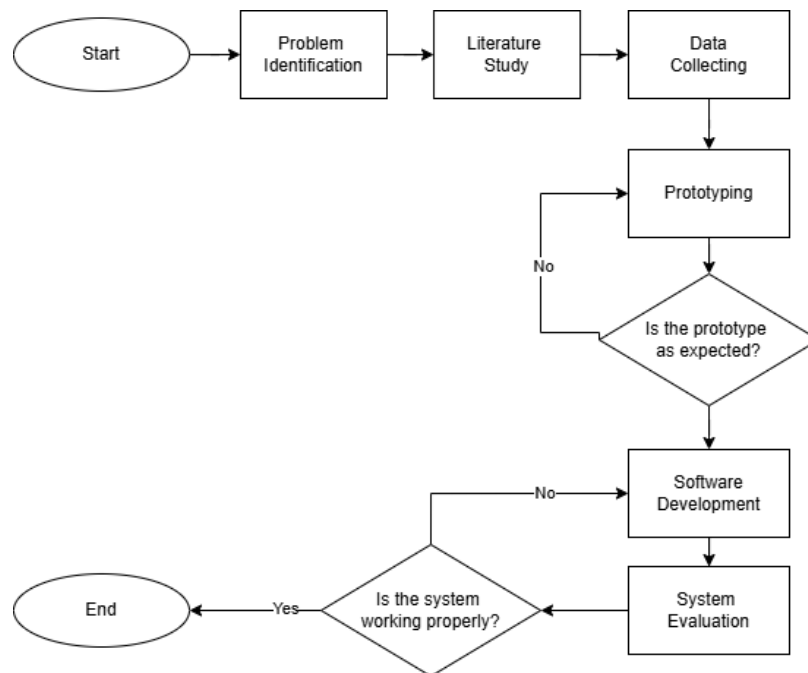 Start
Problem
Identification
Literature
Study
Data
Collecting
Prototyping
No
Is the prototype
as expected?
Software
Development
No
System
Evaluation
Is the system
working properly?
Yes
End